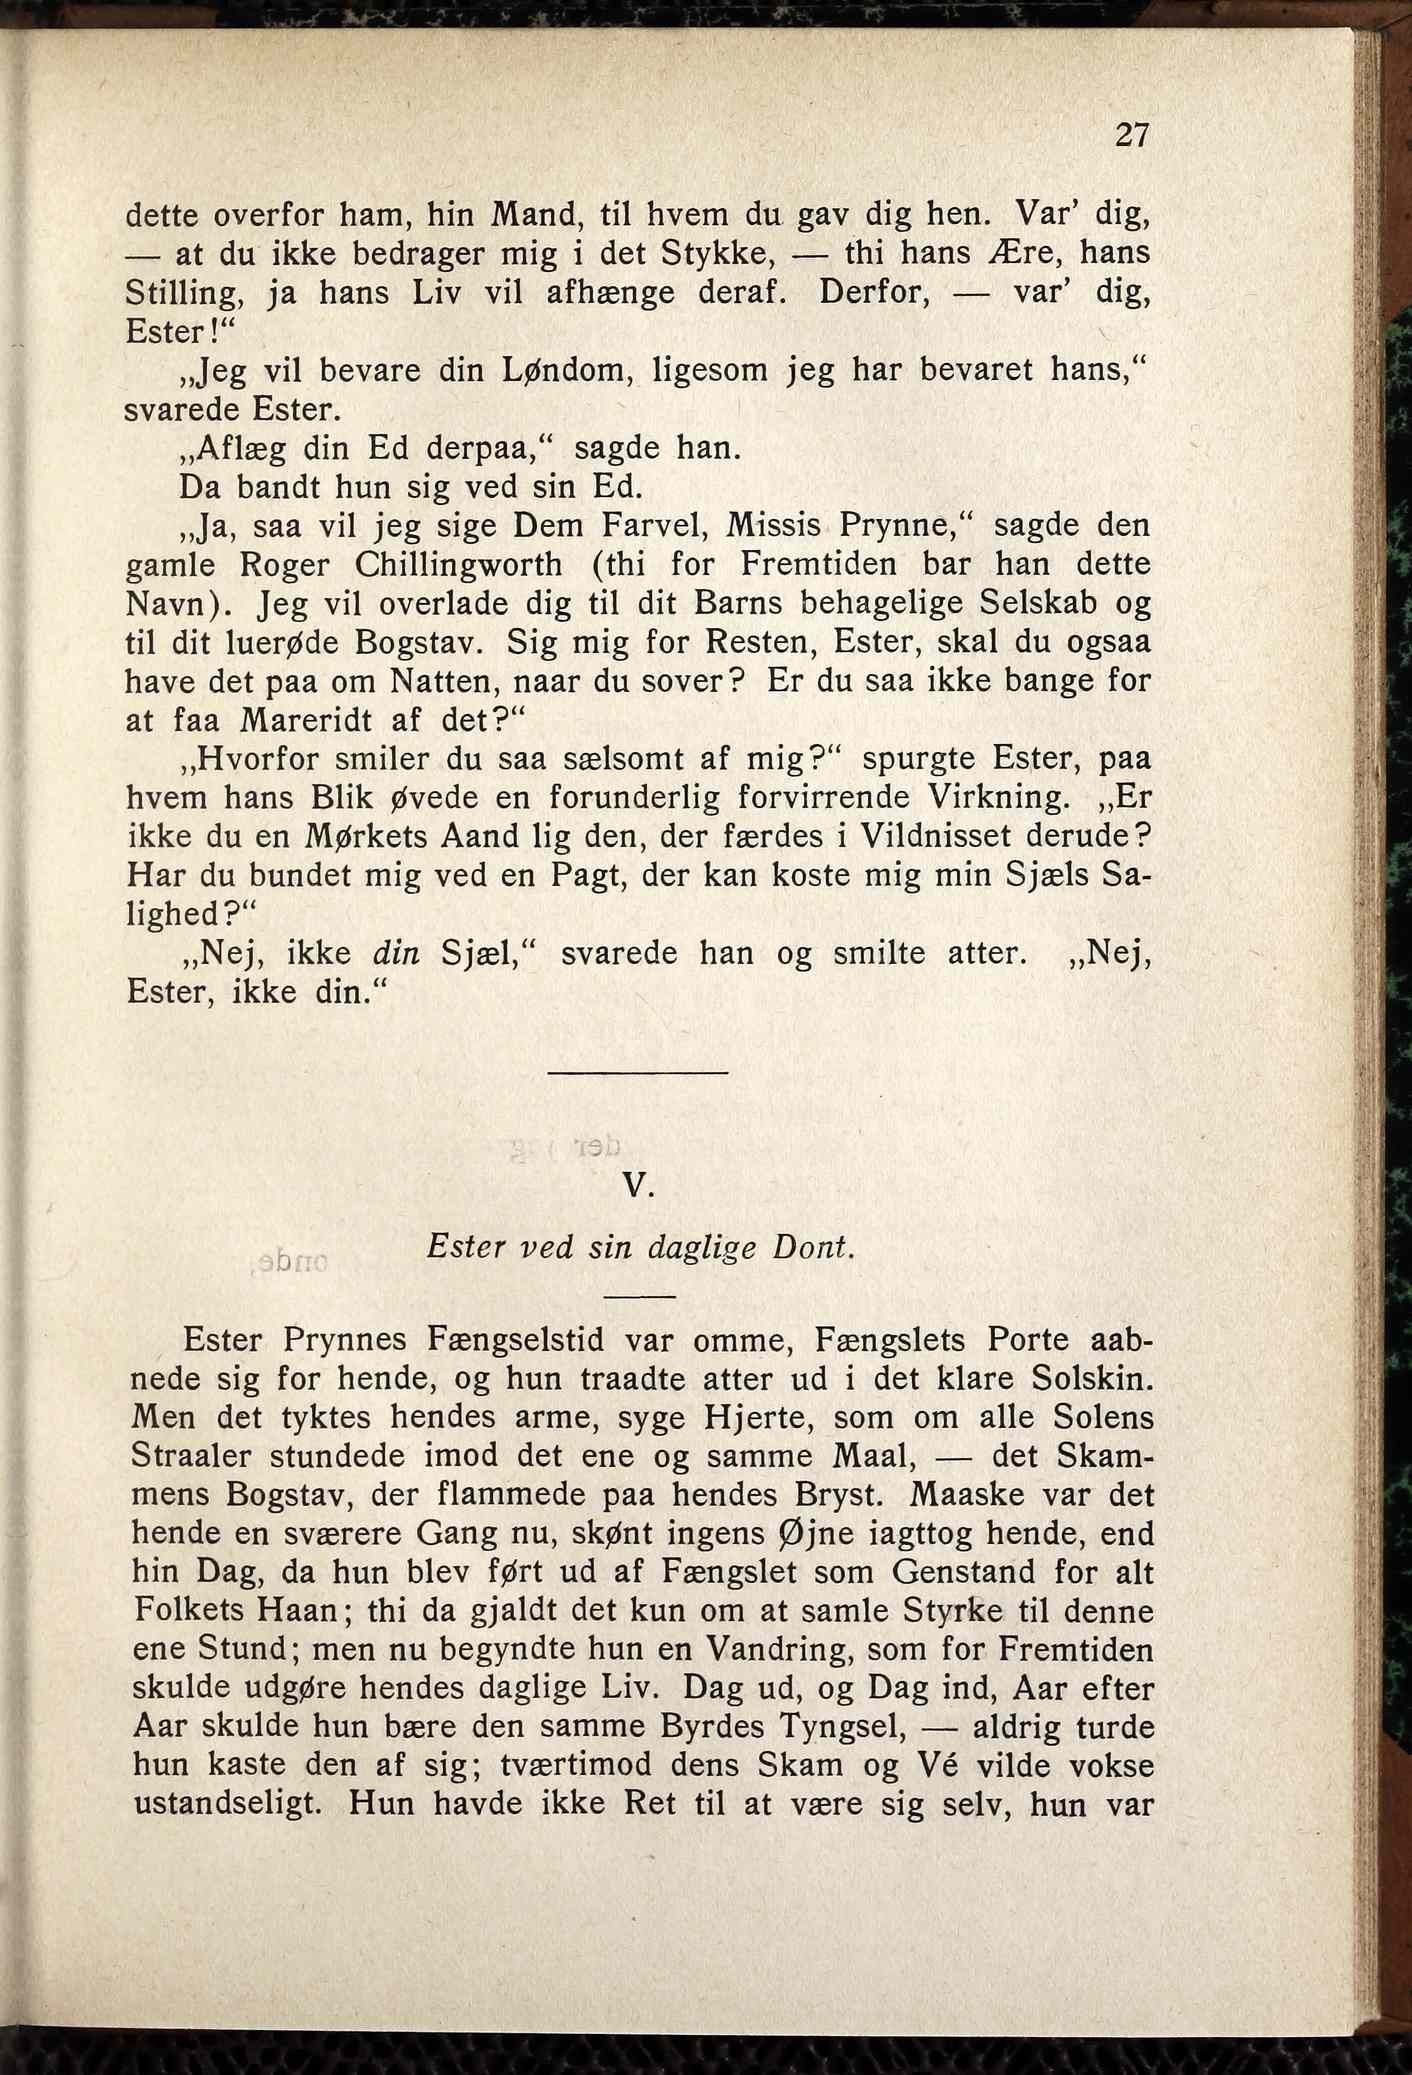 27
dette overfor ham, hin Mand, til hvem du gav dig hen. Var’ dig,
— at du ikke bedrager mig i det Stykke, — thi hans Ære, hans
Stilling, ja hans Liv vil afhænge deraf. Derfor, — var’ dig,
Ester!“
„Jeg vil bevare din Løndom, ligesom jeg har bevaret hans,“
svarede Ester.
„Aflæg din Ed derpaa,“ sagde han.
Da bandt hun sig ved sin Ed.
„Ja, saa vil jeg sige Dem Farvel, Missis Prynne,“ sagde den
gamle Roger Chillingworth (thi for Fremtiden bar han dette
Navn). Jeg vil overlade dig til dit Barns behagelige Selskab og
til dit luerøde Bogstav. Sig mig for Resten, Ester, skal du ogsaa
have det paa om Natten, naar du sover? Er du saa ikke bange for
at faa Mareridt af det?“
„Hvorfor smiler du saa sælsomt af mig?“ spurgte Ester, paa
hvem hans Blik øvede en forunderlig forvirrende Virkning. „Er
ikke du en Mørkets Aand lig den, der færdes i Vildnisset derude?
Har du bundet mig ved en Pagt, der kan koste mig min Sjæls Sa-
lighed?“
„Nej, ikke din Sjæl,“ svarede han og smilte atter. „Nej,
Ester, ikke din.“
V.
Ester ved sin daglige Dont.
Ester Prynnes Fængselstid var omme, Fængslets Porte aab-
nede sig for hende, og hun traadte atter ud i det klare Solskin.
Men det tyktes hendes arme, syge Hjerte, som om alle Solens
Straaler stundede imod det ene og samme Maal, — det Skam-
mens Bogstav, der flammede paa hendes Bryst. Maaske var det
hende en sværere Gang nu, skønt ingens Øjne iagttog hende, end
hin Dag, da hun blev ført ud af Fængslet som Genstand for alt
Folkets Haan; thi da gjaldt det kun om at samle Styrke til denne
ene Stund; men nu begyndte hun en Vandring, som for Fremtiden
skulde udgøre hendes daglige Liv. Dag ud, og Dag ind, Aar efter
Aar skulde hun bære den samme Byrdes Tyngsel, — aldrig turde
hun kaste den af sig; tværtimod dens Skam og Vé vilde vokse
ustandseligt. Hun havde ikke Ret til at være sig selv, hun var